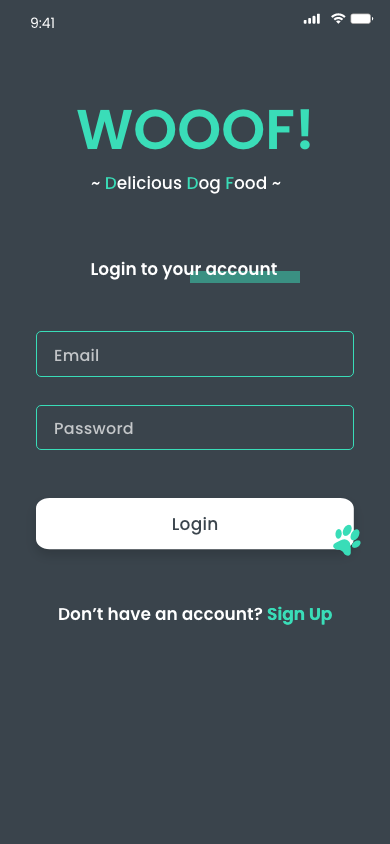 9:41
WOOOF!
~ Delicious Dog Food ~
Login to your account
Email
Password
Login
Don’t have an account? Sign Up